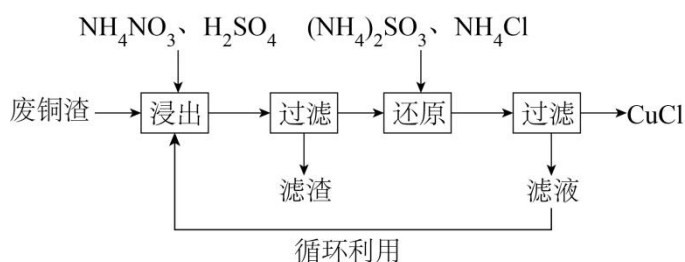 NH₄NO₃、H₂SO₄ (NH₄)₂SO₃、NH₄Cl
废铜渣 浸出 过滤 还原 过滤 CuCl
滤渣 滤液
循环利用